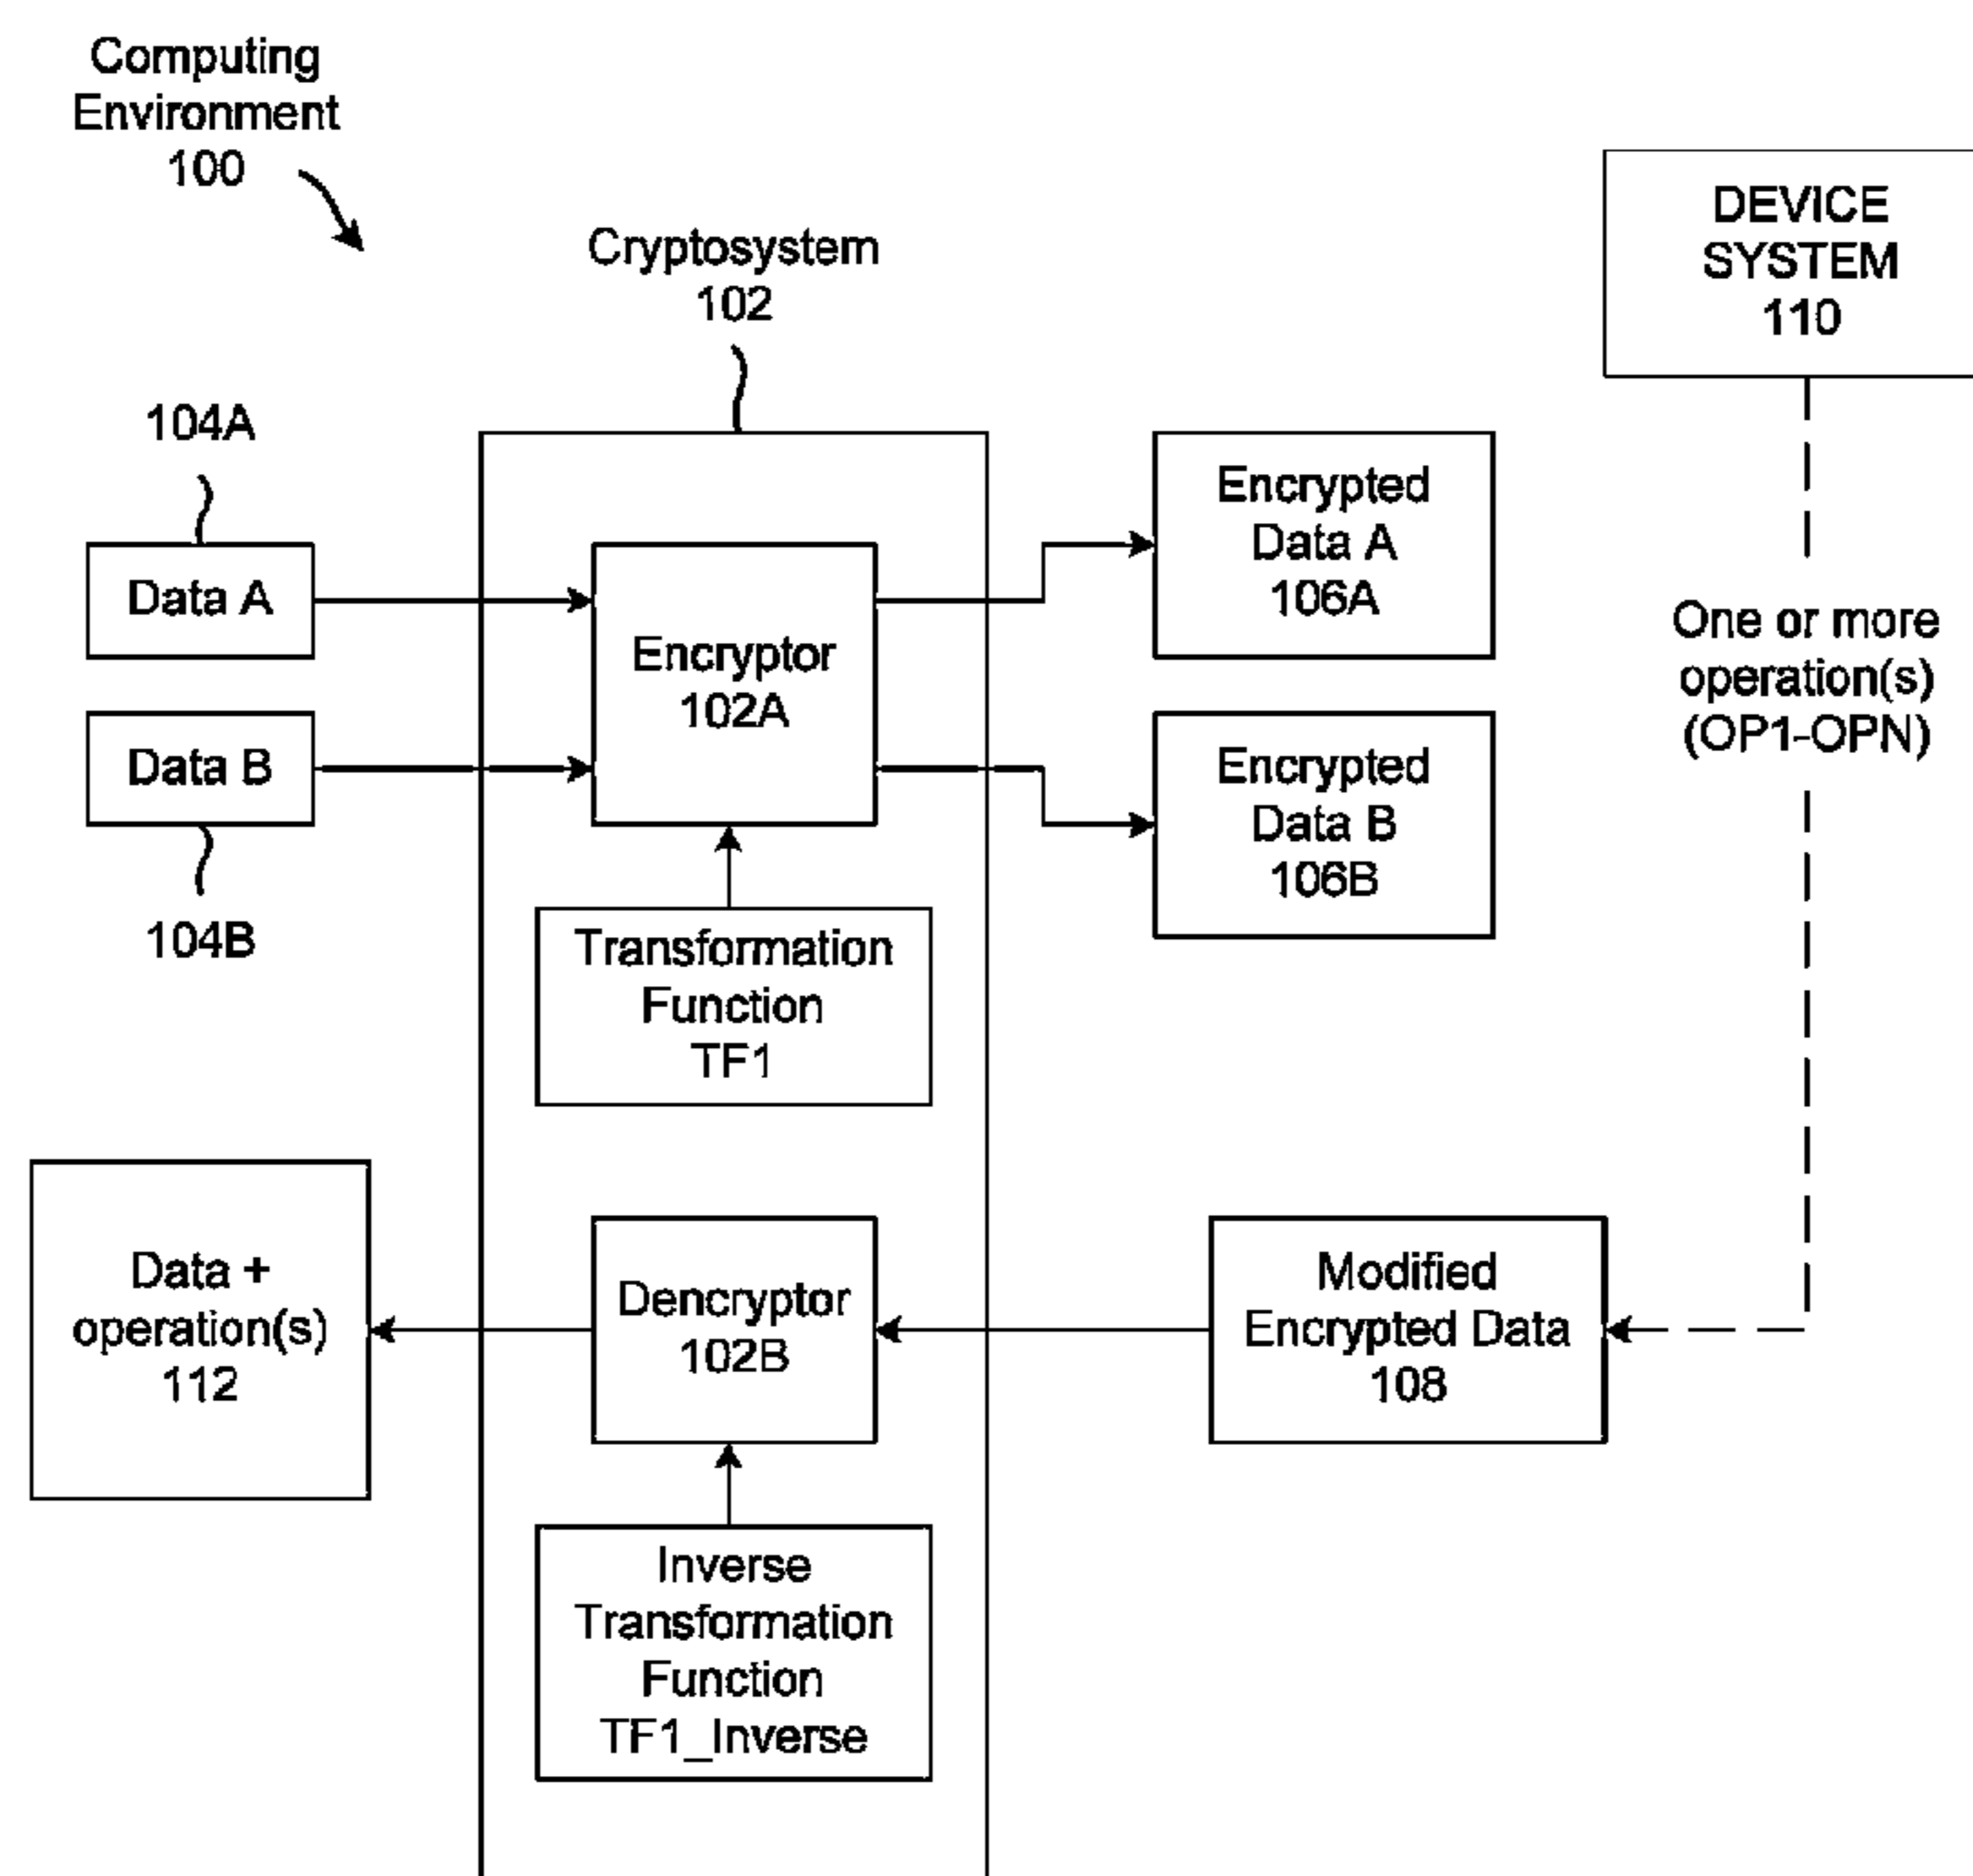 Computing
Environment
100
Cryptosystem
102
DEVICE
SYSTEM
110
104A
Data A
Data B
104B
Encryptor
102A
Transformation
Function
TF1
Encrypted
Data A
106A
Encrypted
Data B
106B
One or more
operation(s)
(OP1-OPN)
Data +
operation(s)
112
Dencryptor
102B
Modified
Encrypted Data
108
Inverse
Transformation
Function
TF1_Inverse